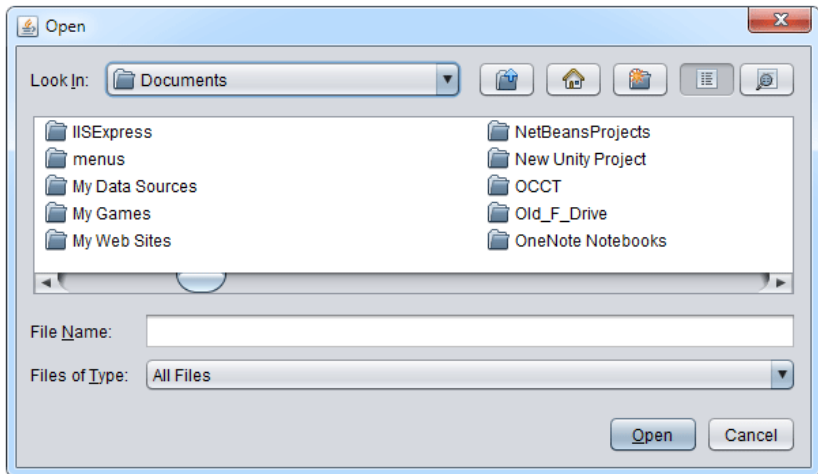 Open
Look In: Documents
IISExpress NetBeansProjects
menus New Unity Project
My Data Sources OCCT
My Games Old_F_Drive
My Web Sites OneNote Notebooks
File Name:
Files of Type: All Files
Open Cancel